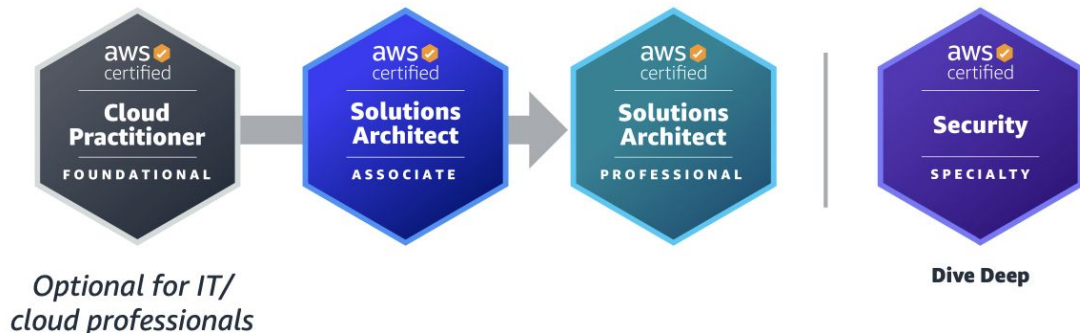 aws
certified
Cloud
Practitioner
FOUNDATIONAL
Optional for IT/
cloud professionals
aws
certified
Solutions
Architect
ASSOCIATE
aws
certified
Solutions
Architect
PROFESSIONAL
aws
certified
Security
SPECIALTY
Dive Deep